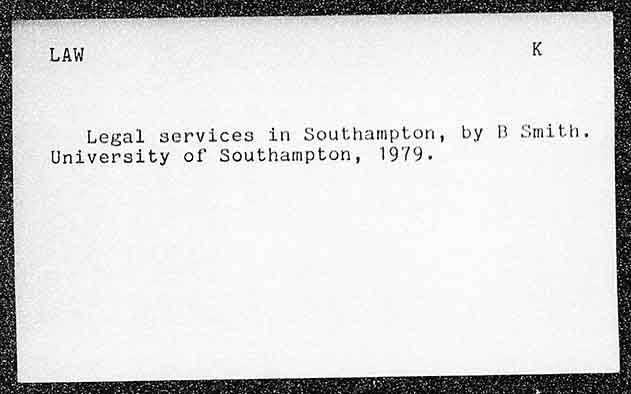 LAW K
Legal services in Southampton, by B Smith.
University of Southampton, 1979.